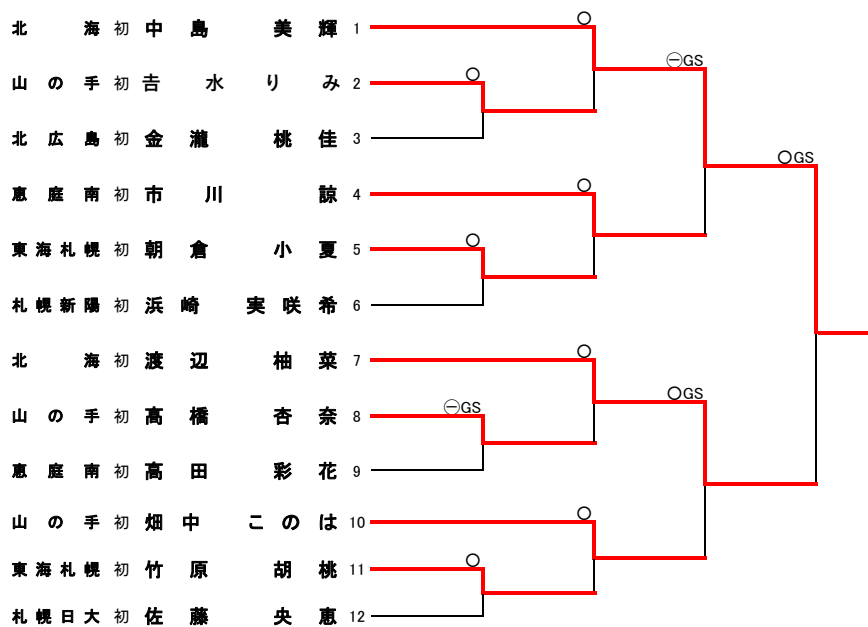 ○
北海 初 中島 美輝 1
㊀GS
山の手 初 𠮷水りみ 2 ○
北広島 初 金瀧 桃佳 3
○GS
恵庭南 初 市川 諒 4 ○
東海札幌 初 朝倉 小夏 5 ○
札幌新陽 初 浜崎 実咲希 6
北海 初 渡辺 柚菜 7 ○
○GS
山の手 初 髙橋 杏奈 8 ㊀GS
恵庭南 初 髙田 彩花 9
山の手 初 畑中 このは 10 ○
東海札幌 初 竹原 胡桃 11 ○
札幌日大 初 佐藤 央恵 12